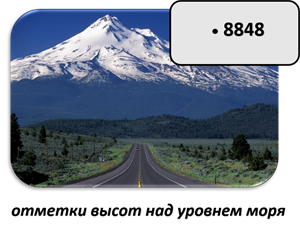 • 8848
отметки высот над уровнем моря